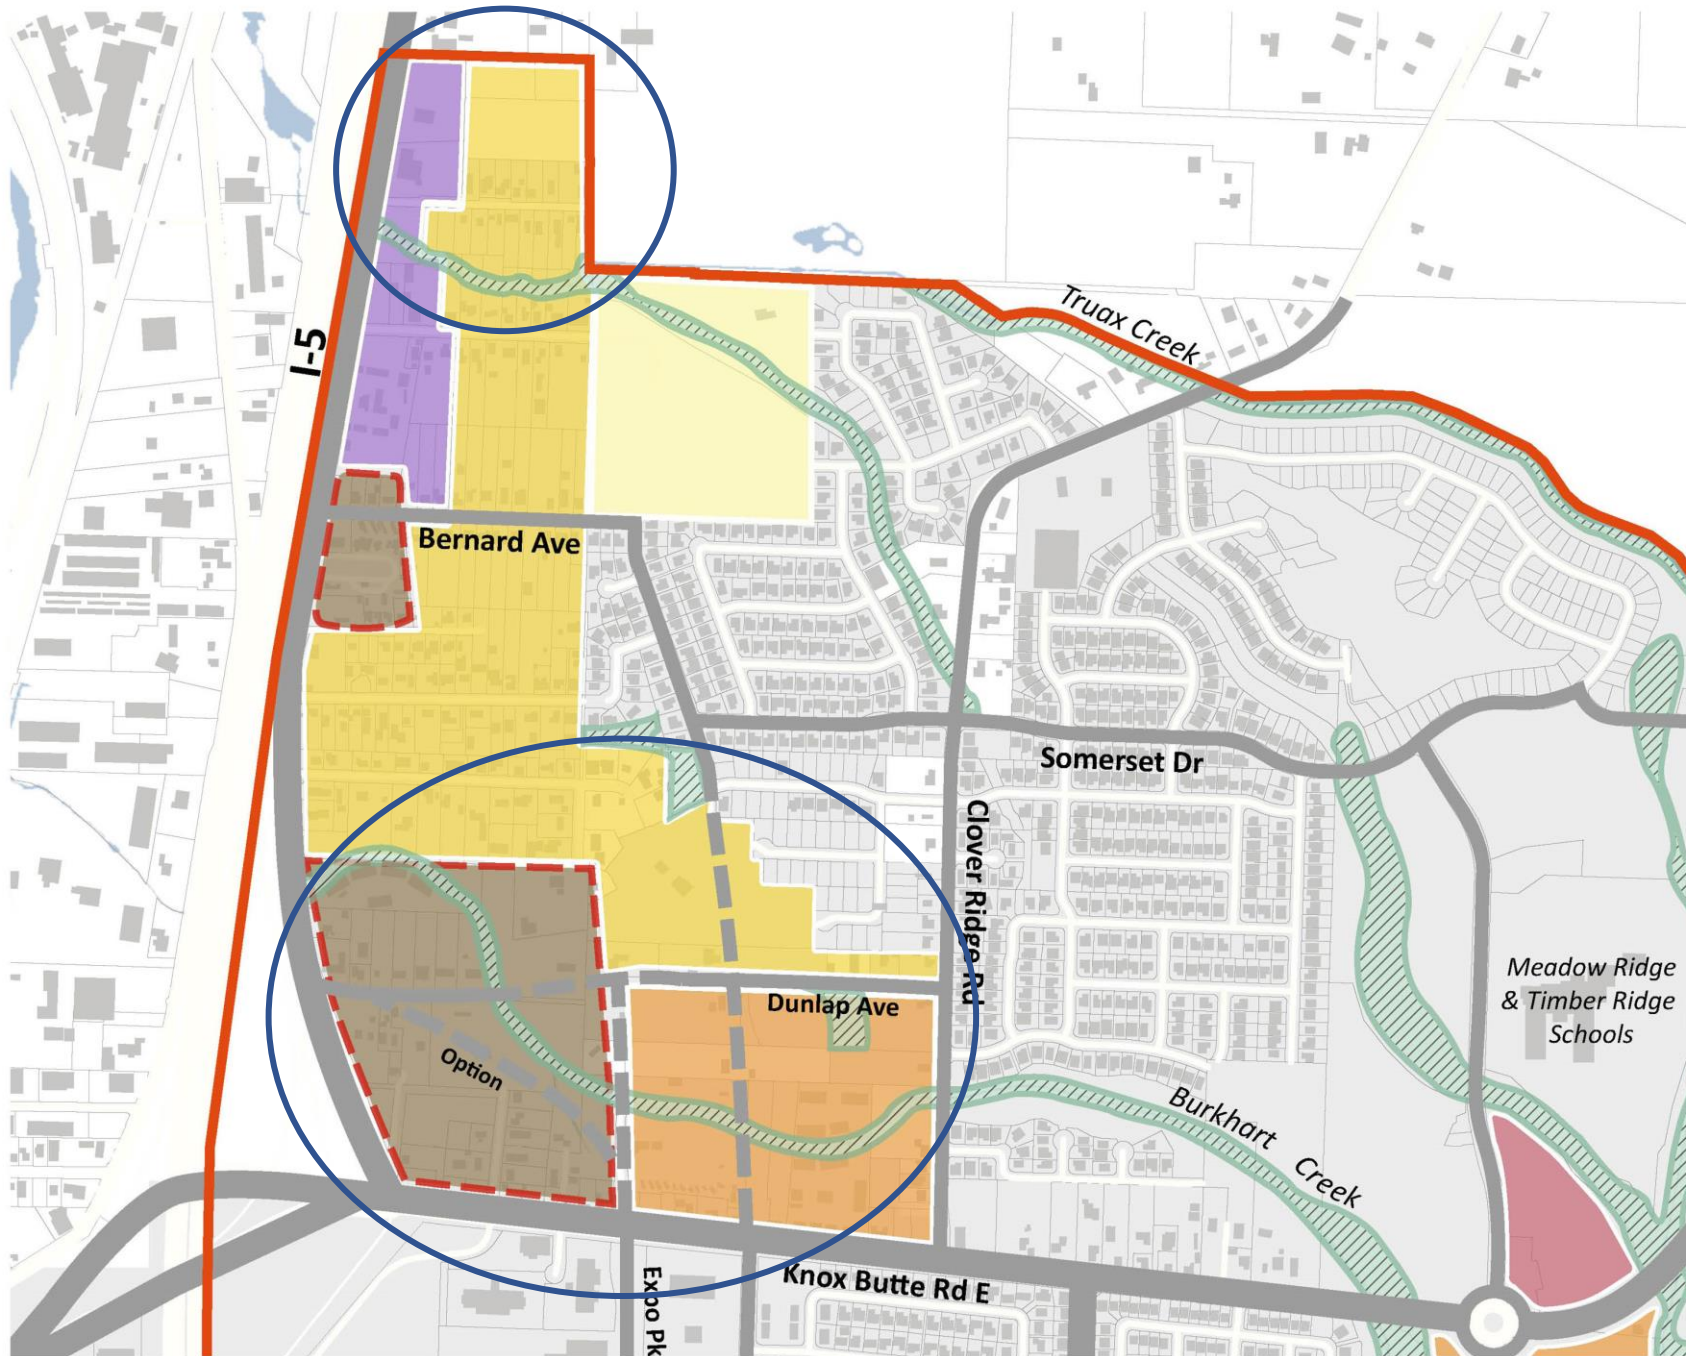 Truax Creek
I-5
Bernard Ave
Somerset Dr
Clover Ridge Rd
Meadow Ridge
& Timber Ridge
Schools
Dunlap Ave
Option
Burkhart
Creek
Knox Butte Rd E
Expo Pk